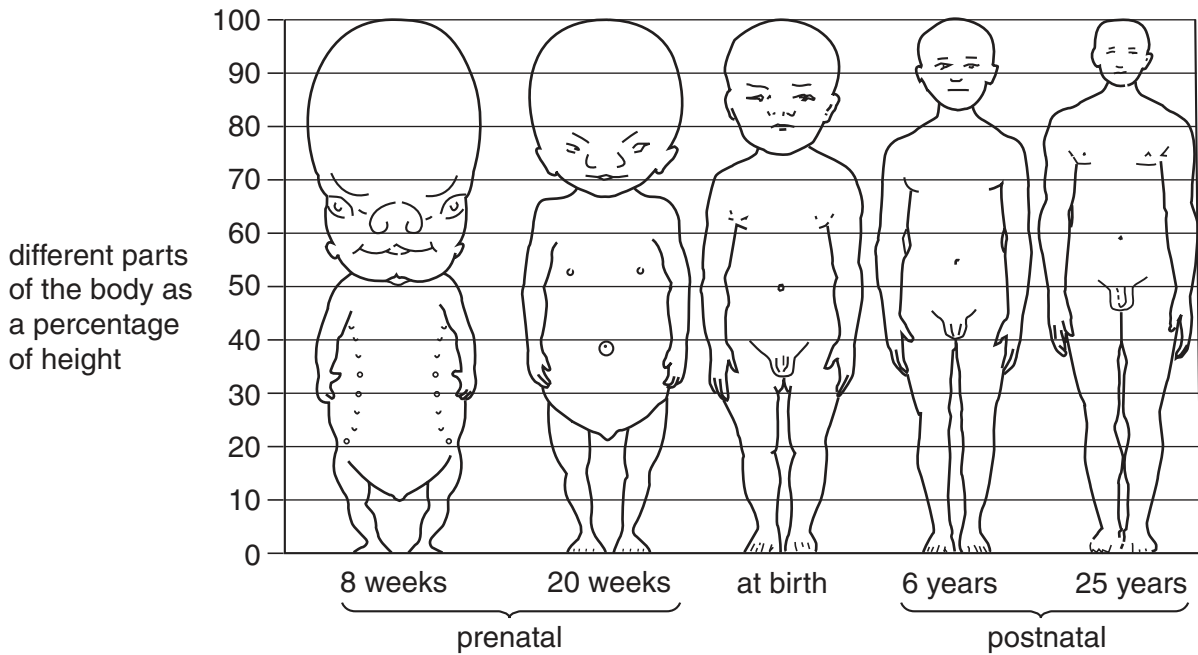 100
90
80
70
60
50
40
30
20
10
0
different parts
of the body as
a percentage
of height
8 weeks
20 weeks
at birth
6 years
25 years
prenatal
postnatal